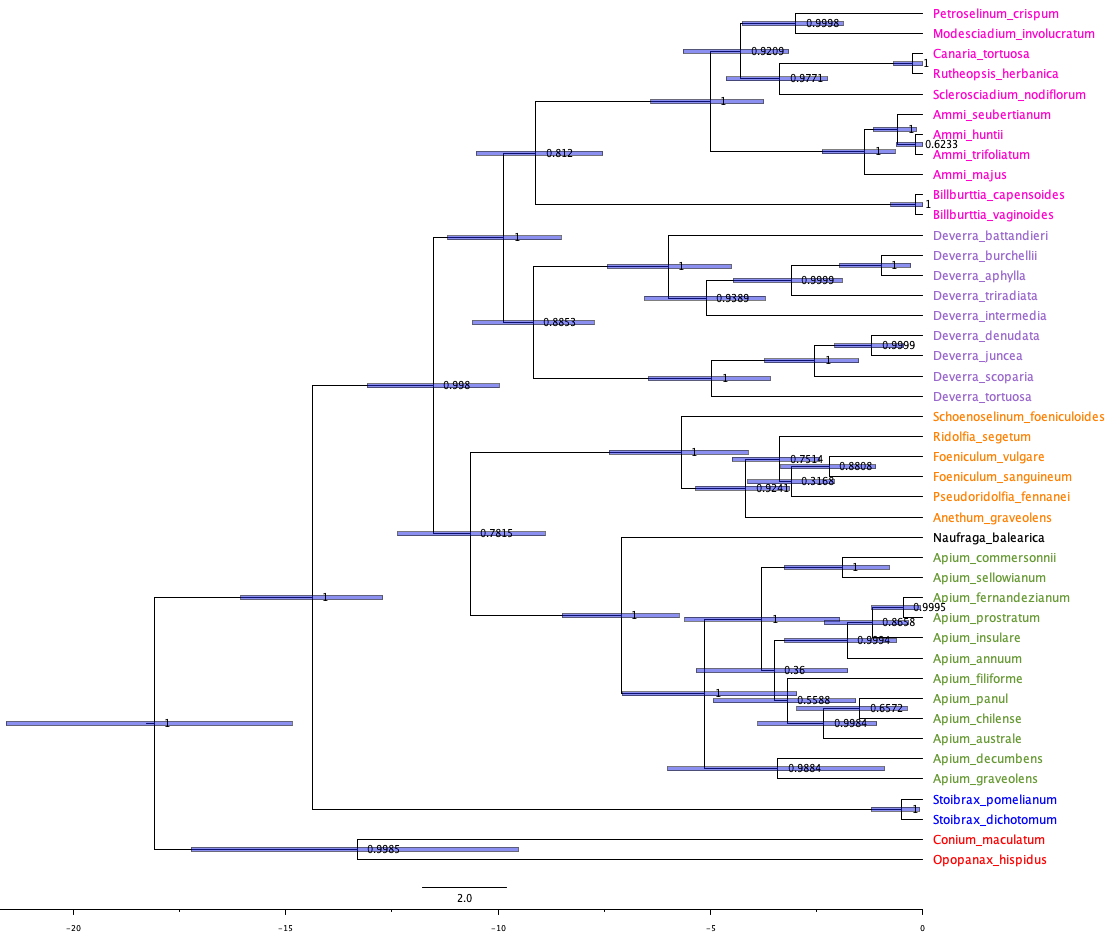 Petroselinum_crispum
0.9998
Modesciadium_involucratum
0.9209
Canaria_tortuosa
1
Rutheopsis_herbanica
0.9771
Sclerosciadium_nodiflorum
1
Ammi_seubertianum
1
Ammi_huntii
0.6233
Ammi_trifoliatum
1
0.812
Ammi_majus
Billburttia_capensoides
1
Billburttia_vaginoides
Deverra_battandieri
1
Deverra_burchellii
1
1
Deverra_aphylla
0.9999
Deverra_triradiata
0.9389
Deverra_intermedia
0.8853
Deverra_denudata
0.9999
Deverra_juncea
1
Deverra_scoparia
1
0.998
Deverra_tortuosa
Schoenoselinum_foeniculoides
Ridolfia_segetum
1
Foeniculum_vulgare
0.7514
0.8808
Foeniculum_sanguineum
0.3168
0.9241
Pseudoridolfia_fennanei
Anethum_graveolens
0.7815
Naufraga_balearica
Apium_commersonnii
1
Apium_sellowianum
1
Apium_fernandezianum
0.9995
1
Apium_prostratum
1
0.8658
Apium_insulare
0.9994
Apium_annuum
0.36
Apium_filiforme
1
Apium_panul
0.5588
0.6572
Apium_chilense
1
0.9984
Apium_australe
Apium_decumbens
0.9884
Apium_graveolens
Stoibrax_pomelianum
1
Stoibrax_dichotomum
Conium_maculatum
0.9985
Opopanax_hispidus
2.0
-20 -15 -10 -5 0